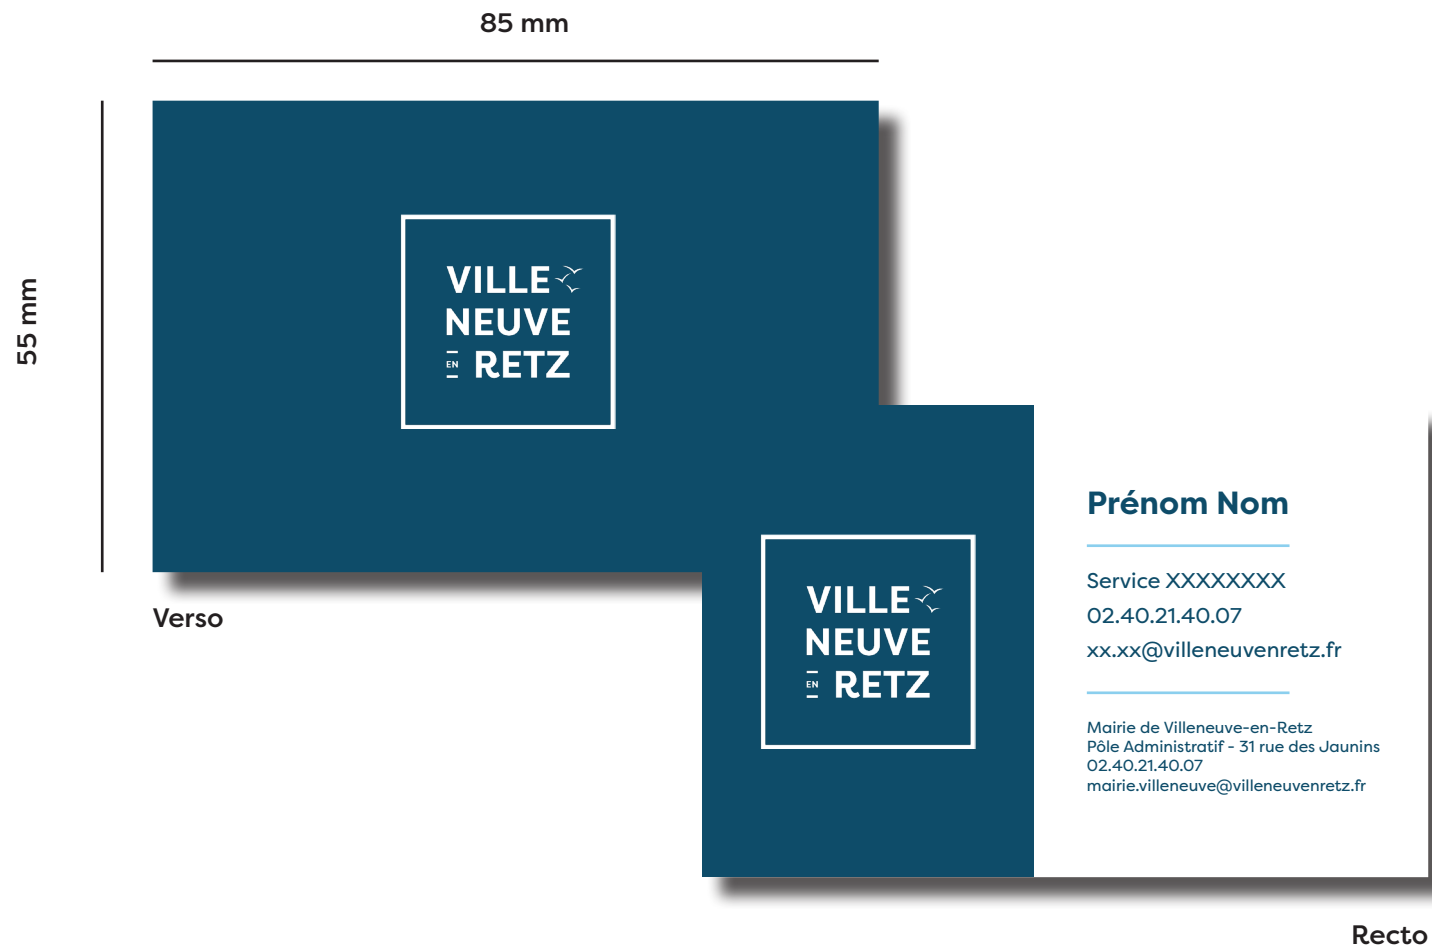 85 mm
55 mm
VILLE
NEUVE
EN RETZ
Verso
VILLE
NEUVE
EN RETZ
Prénom Nom
Service XXXXXXXX
02.40.21.40.07
xx.xx@villeneuvenretz.fr
Mairie de Villeneuve-en-Retz
Pôle Administratif - 31 rue des Jaunins
02.40.21.40.07
mairie.villeneuve@villeneuvenretz.fr
Recto